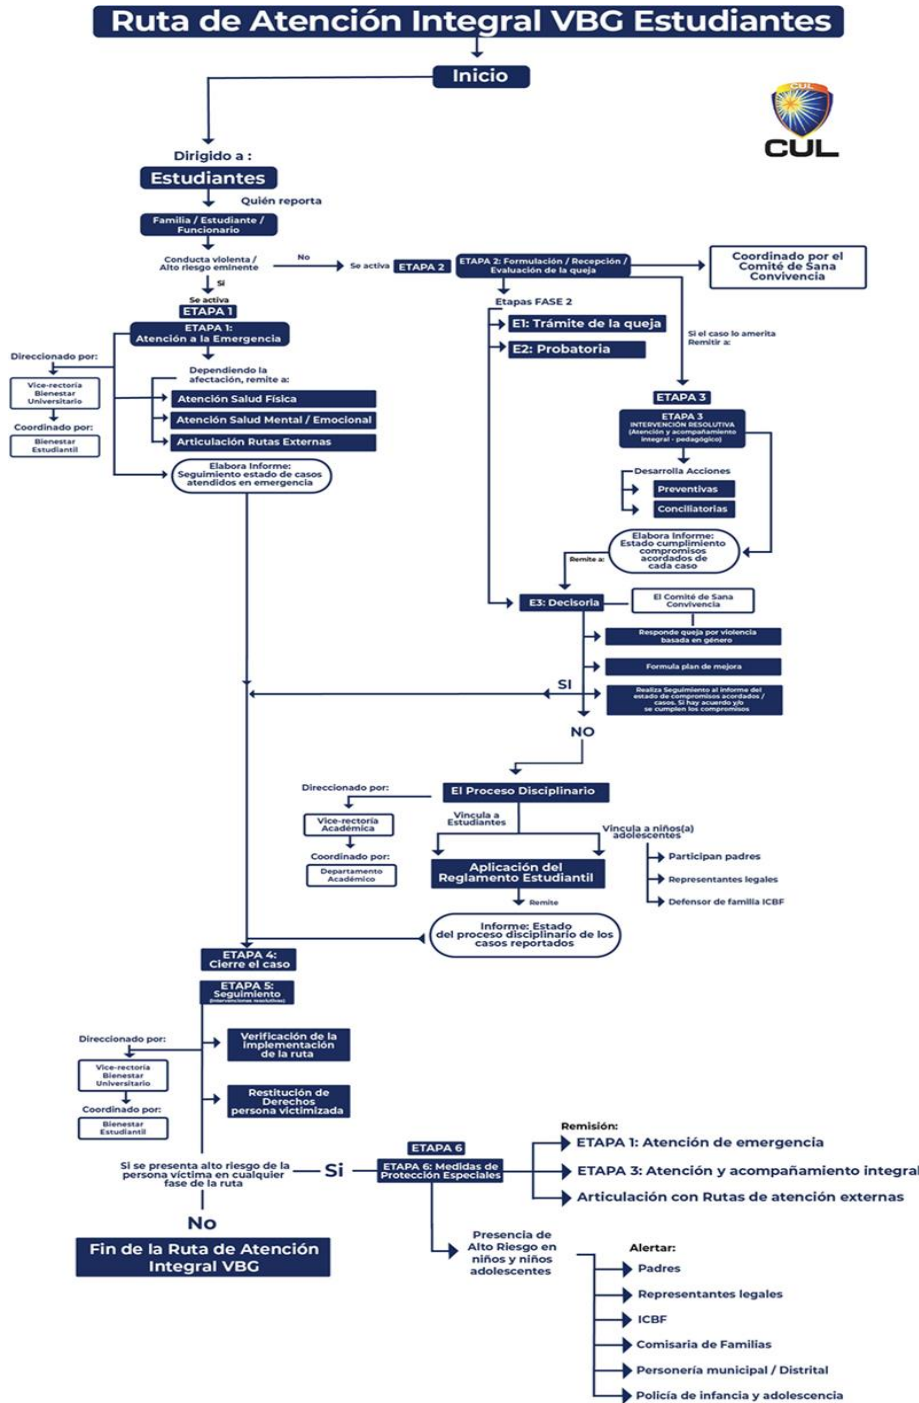 Ruta de Atención Integral VBG Estudiantes
Inicio
CUL
CUL
Dirigido a :
Estudiantes
Quién reporta
Familia / Estudiante /
Funcionario
Conducta violenta /
Alto riesgo eminente
No
Se activa
ETAPA 2
ETAPA 2: Formulación / Recepción /
Evaluación de la queja
Coordinado por el
Comité de Sana
Convivencia
Si
Se activa
ETAPA 1
ETAPA 1:
Atención a la Emergencia
Direccionado por:
Vice-rectoría
Bienestar
Universitario
Coordinado por:
Bienestar
Estudiantil
Dependiendo la
afectación, remite a:
Atención Salud Física
Atención Salud Mental / Emocional
Articulación Rutas Externas
Elabora Informe:
Seguimiento estado de casos
atendidos en emergencia
Etapas FASE 2
E1: Trámite de la queja
E2: Probatoria
Si el caso lo amerita
Remitir a:
ETAPA 3
ETAPA 3
INTERVENCIÓN RESOLUTIVA
(Atención y acompañamiento
integral - pedagógico)
Desarrolla Acciones
Preventivas
Conciliatorias
Elabora Informe:
Estado cumplimiento
compromisos
acordados de
cada caso
Remite a:
E3: Decisoria
El Comité de Sana
Convivencia
Responde queja por violencia
basada en género
Formula plan de mejora
SI
Realiza Seguimiento al informe del
estado de compromisos acordados /
casos. Si hay acuerdo y/o
se cumplen los compromisos
NO
El Proceso Disciplinario
Direccionado por:
Vice-rectoría
Académica
Coordinado por:
Departamento
Académico
Vincula a
Estudiantes
Vincula a niños(a)
adolescentes
Participan padres
Representantes legales
Defensor de familia ICBF
Aplicación del
Reglamento Estudiantil
Remite
Informe: Estado
del proceso disciplinario de los
casos reportados
ETAPA 4:
Cierre el caso
ETAPA 5:
Seguimiento
(Intervenciones resolutivas)
Direccionado por:
Vice-rectoría
Bienestar
Universitario
Coordinado por:
Bienestar
Estudiantil
Verificación de la
implementación
de la ruta
Restitución de
Derechos
persona victimizada
Si se presenta alto riesgo de la
persona víctima en cualquier
fase de la ruta
Si
No
Fin de la Ruta de Atención
Integral VBG
ETAPA 6
ETAPA 6: Medidas de
Protección Especiales
Remisión:
ETAPA 1: Atención de emergencia
ETAPA 3: Atención y acompañamiento integral
Articulación con Rutas de atención externas
Presencia de
Alto Riesgo en
niños y niños
adolescentes
Alertar:
Padres
Representantes legales
ICBF
Comisaria de Familias
Personería municipal / Distrital
Policía de infancia y adolescencia